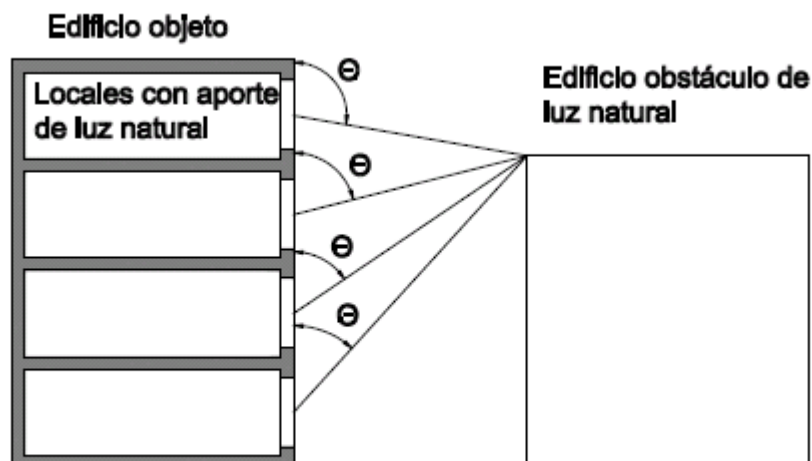 Edificio objeto
Locales con aporte
de luz natural
Edificio obstáculo de
luz natural
Θ
Θ
Θ
Θ